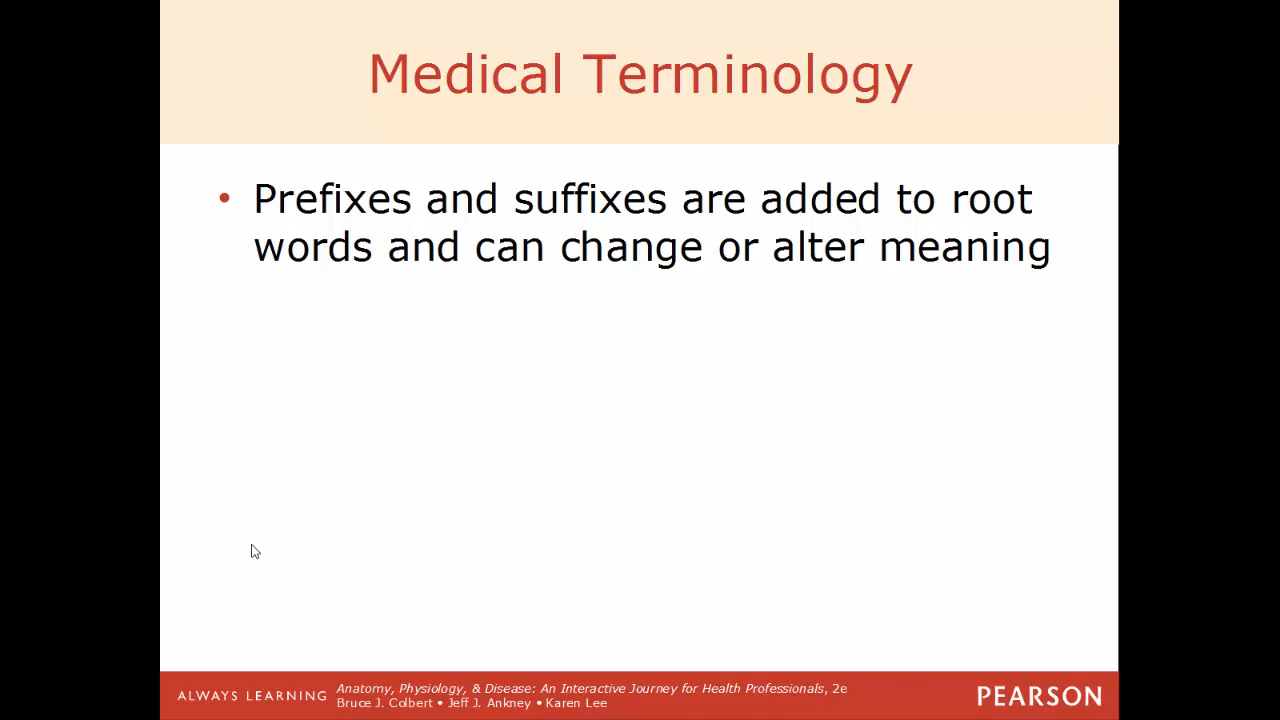 Medical Terminology
• Prefixes and suffixes are added to root
words and can change or alter meaning
ALWAYS LEARNING
Anatomy, Physiology, & Disease: An Interactive Journey for Health Professionals, 2e
Bruce J. Colbert • Jeff J. Ankney • Karen Lee
PEARSON